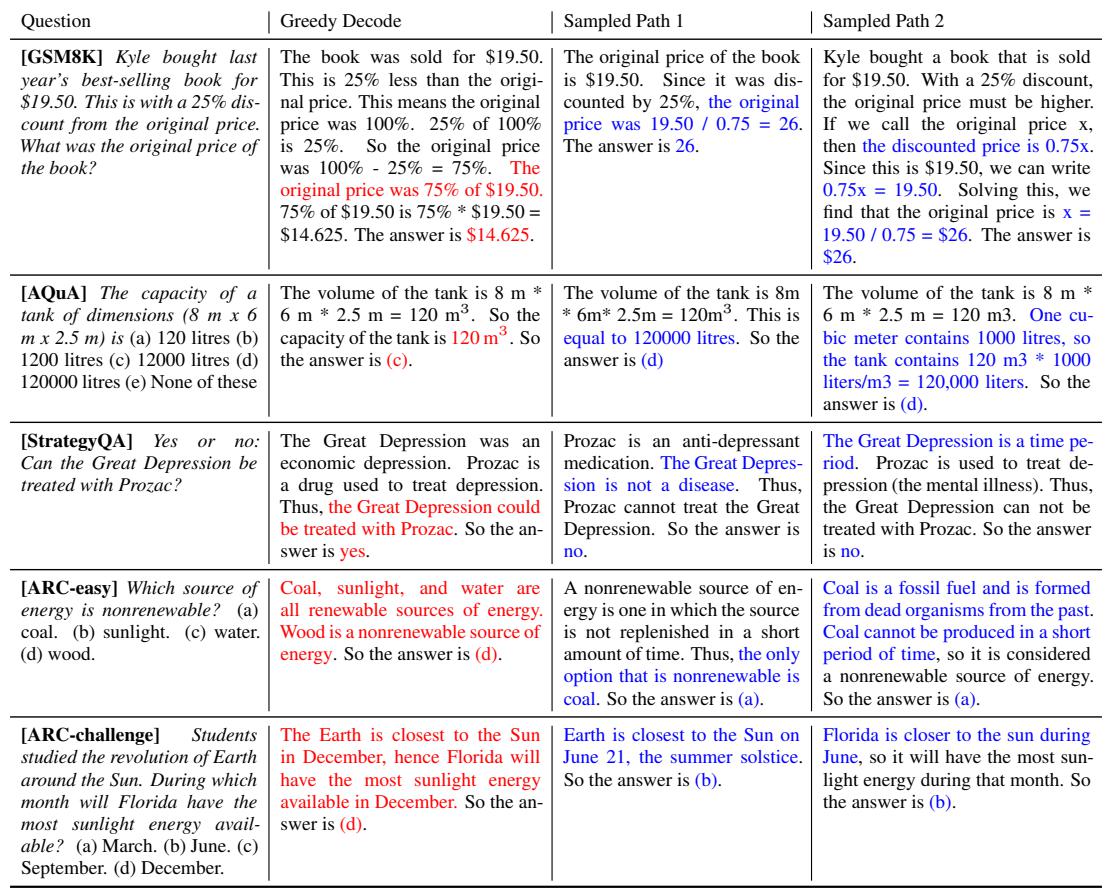 Question
Greedy Decode
Sampled Path 1
Sampled Path 2
[GSM8K] Kyle bought last
year's best-selling book for
$19.50. This is with a 25% dis-
count from the original price.
What was the original price of
the book?
The book was sold for $19.50.
This is 25% less than the origi-
nal price. This means the original
price was 100%. 25% of 100%
is 25%. So the original price
was 100% - 25% = 75%. The
original price was 75% of $19.50.
75% of $19.50 is 75% * $19.50 =
$14.625. The answer is $14.625.
The original price of the book
is $19.50. Since it was dis-
counted by 25%, the original
price was 19.50 / 0.75 = 26.
The answer is 26.
Kyle bought a book that is sold
for $19.50. With a 25% discount,
the original price must be higher.
If we call the original price x,
then the discounted price is 0.75x.
Since this is $19.50, we can write
0.75x = 19.50. Solving this, we
find that the original price is x =
19.50 / 0.75 = $26. The answer is
$26.
[AQuA] The capacity of a
tank of dimensions (8 m x 6
m x 2.5 m) is (a) 120 litres (b)
1200 litres (c) 12000 litres (d)
120000 litres (e) None of these
The volume of the tank is 8 m *
6 m * 2.5 m = 120 m³. So the
capacity of the tank is 120 m³. So
the answer is (c).
The volume of the tank is 8m
* 6m* 2.5m = 120m³. This is
equal to 120000 litres. So the
answer is (d)
The volume of the tank is 8 m *
6 m * 2.5 m = 120 m3. One cu-
bic meter contains 1000 litres, so
the tank contains 120 m3 * 1000
liters/m3 = 120,000 liters. So the
answer is (d).
[StrategyQA] Yes or no:
Can the Great Depression be
treated with Prozac?
The Great Depression was an
economic depression. Prozac is
a drug used to treat depression.
Thus, the Great Depression could
be treated with Prozac. So the an-
swer is yes.
Prozac is an anti-depressant
medication. The Great Depres-
sion is not a disease. Thus,
Prozac cannot treat the Great
Depression. So the answer is
no.
The Great Depression is a time pe-
riod. Prozac is used to treat de-
pression (the mental illness). Thus,
the Great Depression can not be
treated with Prozac. So the answer
is no.
[ARC-easy] Which source of
energy is nonrenewable? (a)
coal. (b) sunlight. (c) water.
(d) wood.
Coal, sunlight, and water are
all renewable sources of energy.
Wood is a nonrenewable source of
energy. So the answer is (d).
A nonrenewable source of en-
ergy is one in which the source
is not replenished in a short
amount of time. Thus, the only
option that is nonrenewable is
coal. So the answer is (a).
Coal is a fossil fuel and is formed
from dead organisms from the past.
Coal cannot be produced in a short
period of time, so it is considered
a nonrenewable source of energy.
So the answer is (a).
[ARC-challenge] Students
studied the revolution of Earth
around the Sun. During which
month will Florida have the
most sunlight energy avail-
able? (a) March. (b) June. (c)
September. (d) December.
The Earth is closest to the Sun
in December, hence Florida will
have the most sunlight energy
available in December. So the an-
swer is (d).
Earth is closest to the Sun on
June 21, the summer solstice.
So the answer is (b).
Florida is closer to the sun during
June, so it will have the most sun-
light energy during that month. So
the answer is (b).